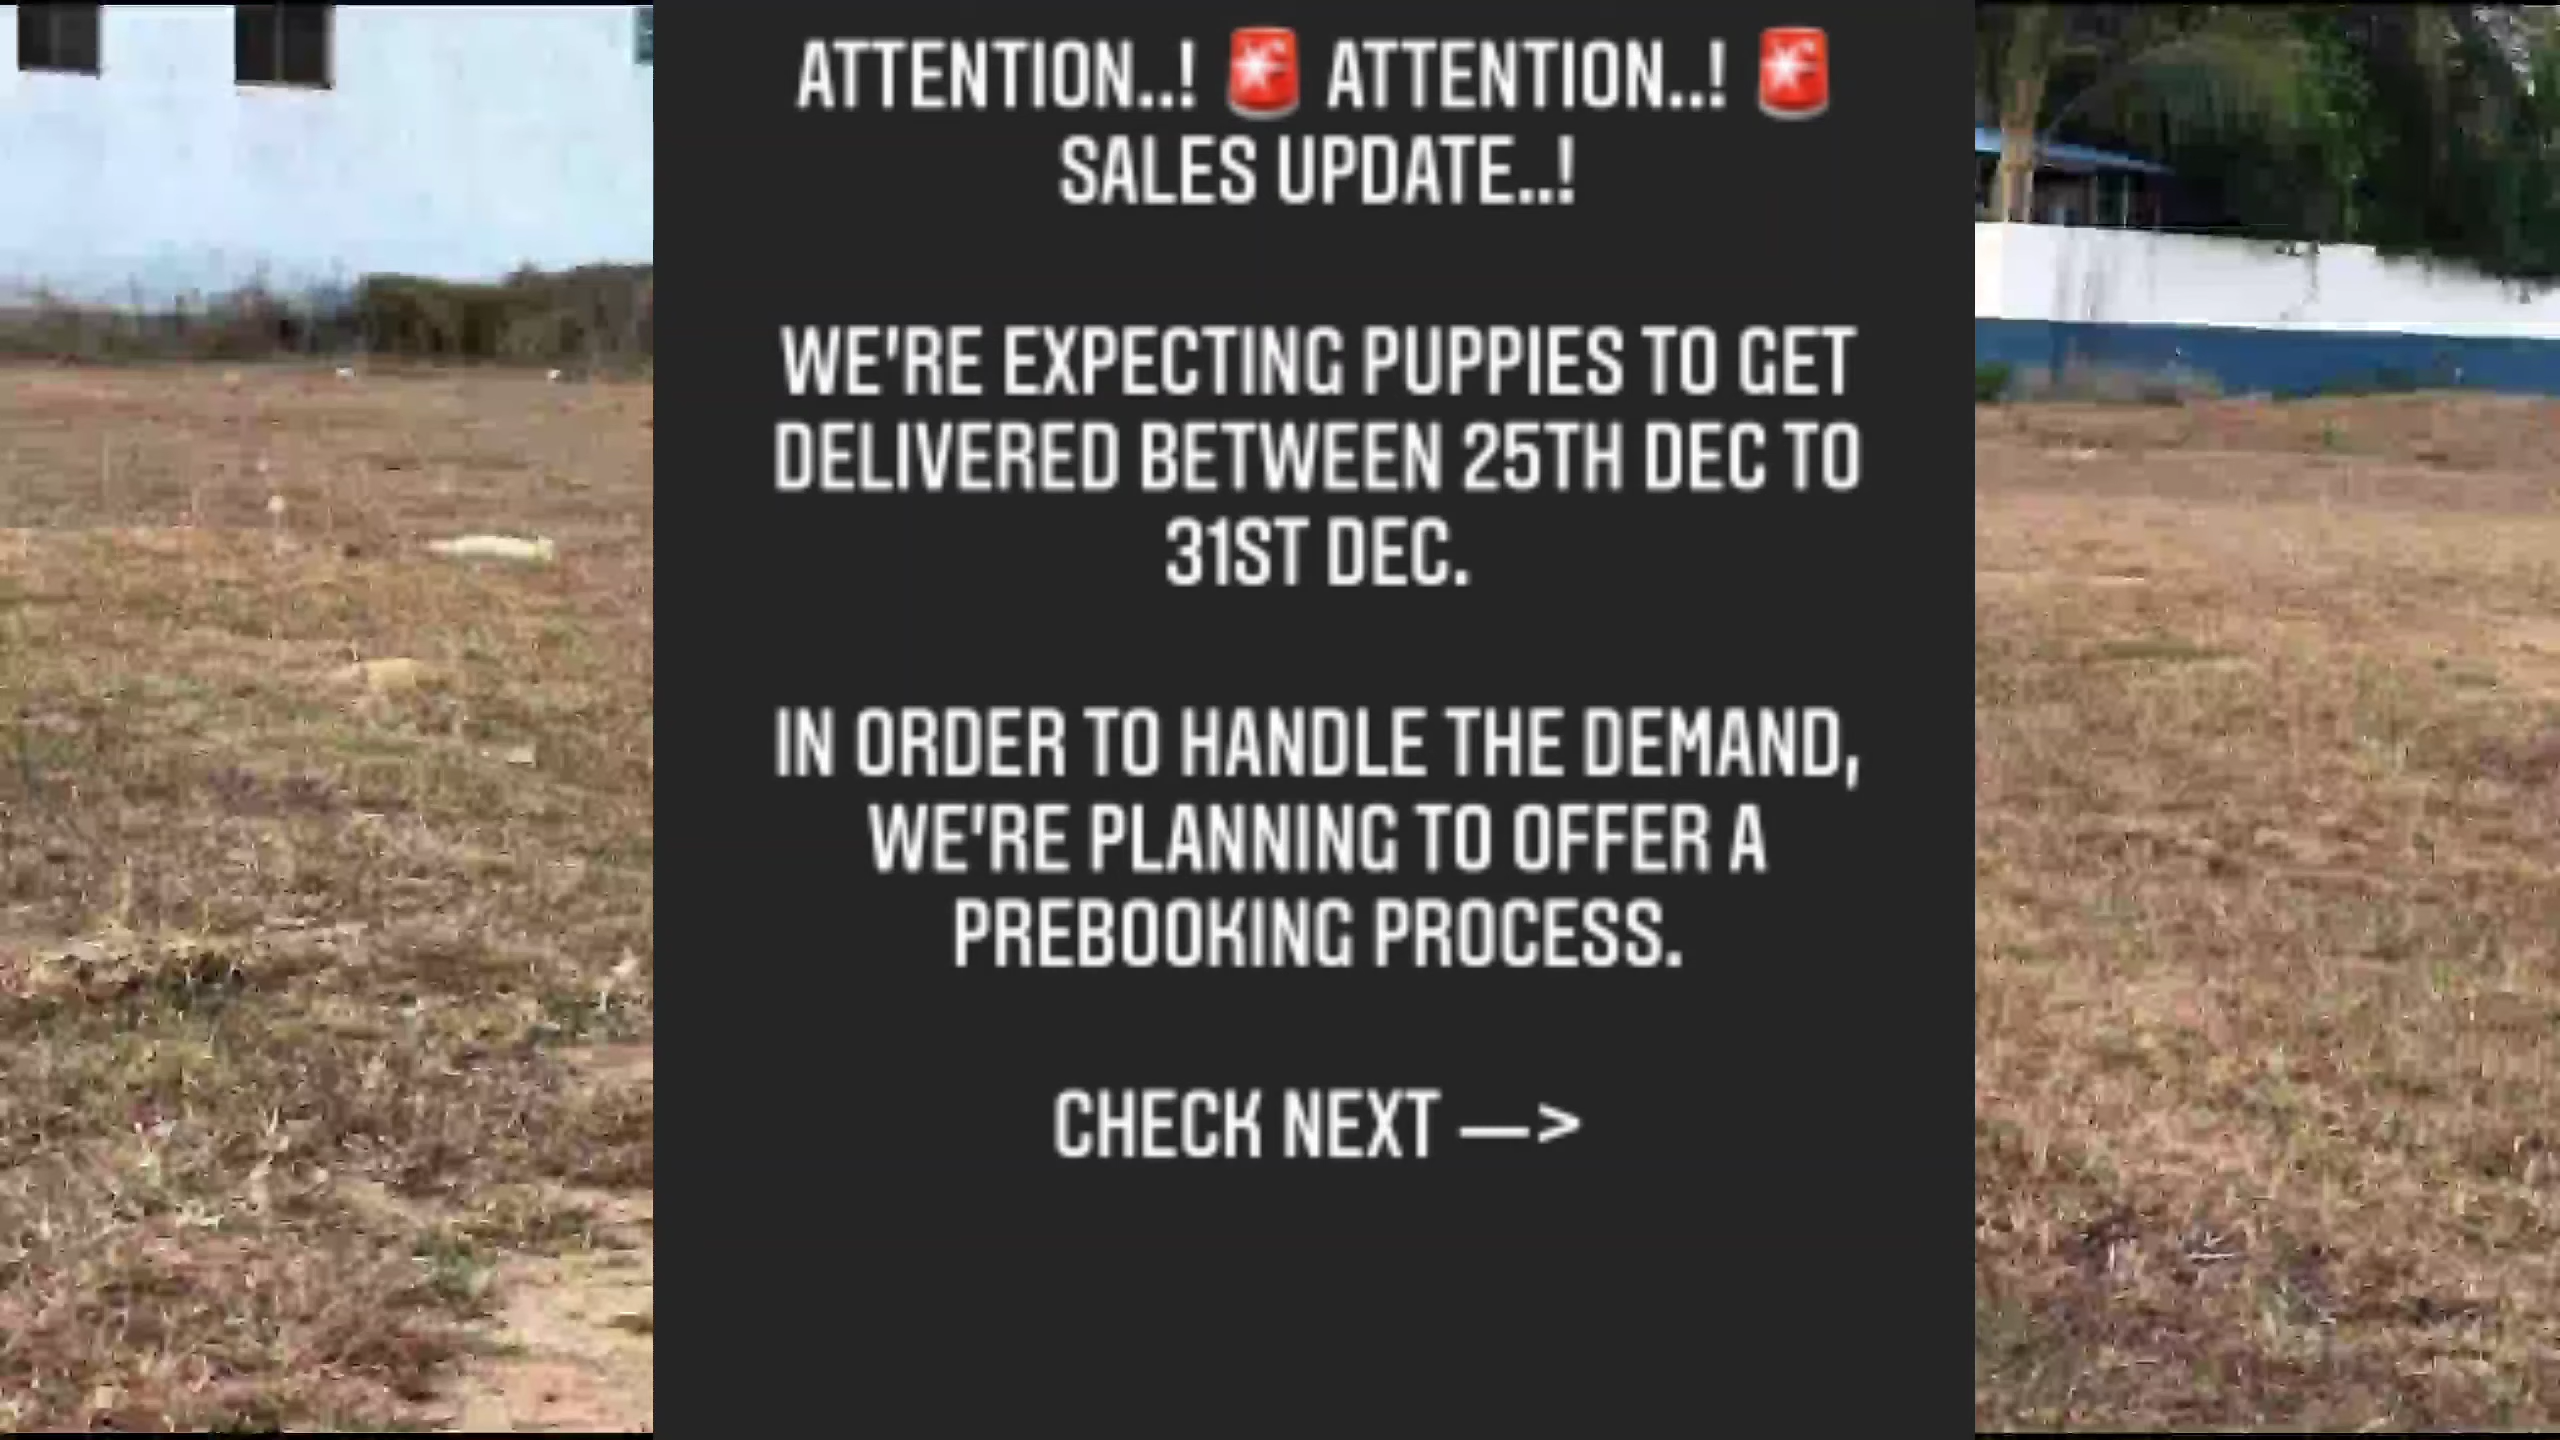 ATTENTION..! 🚨 ATTENTION..! 🚨
SALES UPDATE..!
WE'RE EXPECTING PUPPIES TO GET
DELIVERED BETWEEN 25TH DEC TO
31ST DEC.
IN ORDER TO HANDLE THE DEMAND,
WE'RE PLANNING TO OFFER A
PREBOOKING PROCESS.
CHECK NEXT —>